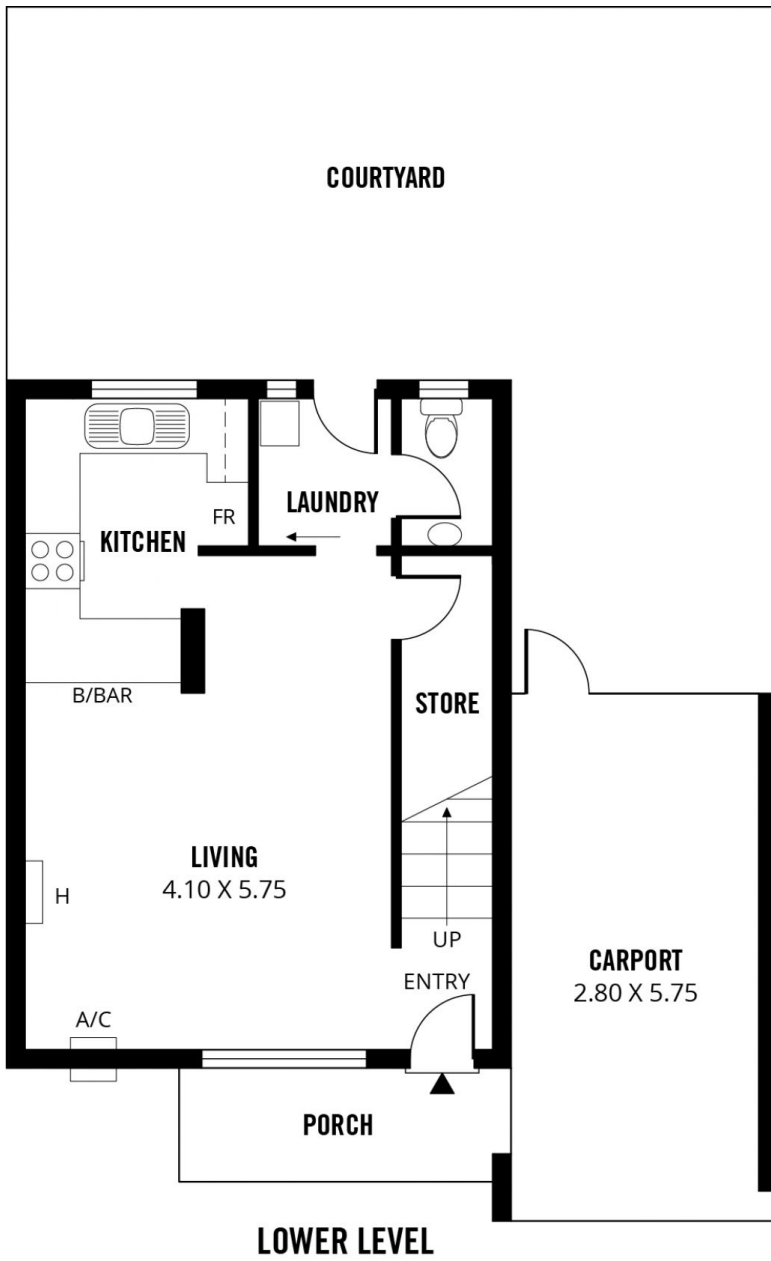 COURTYARD
LAUNDRY
FR
KITCHEN
B/BAR
STORE
LIVING
4.10 X 5.75
H
UP
CARPORT
2.80 X 5.75
ENTRY
A/C
PORCH
LOWER LEVEL